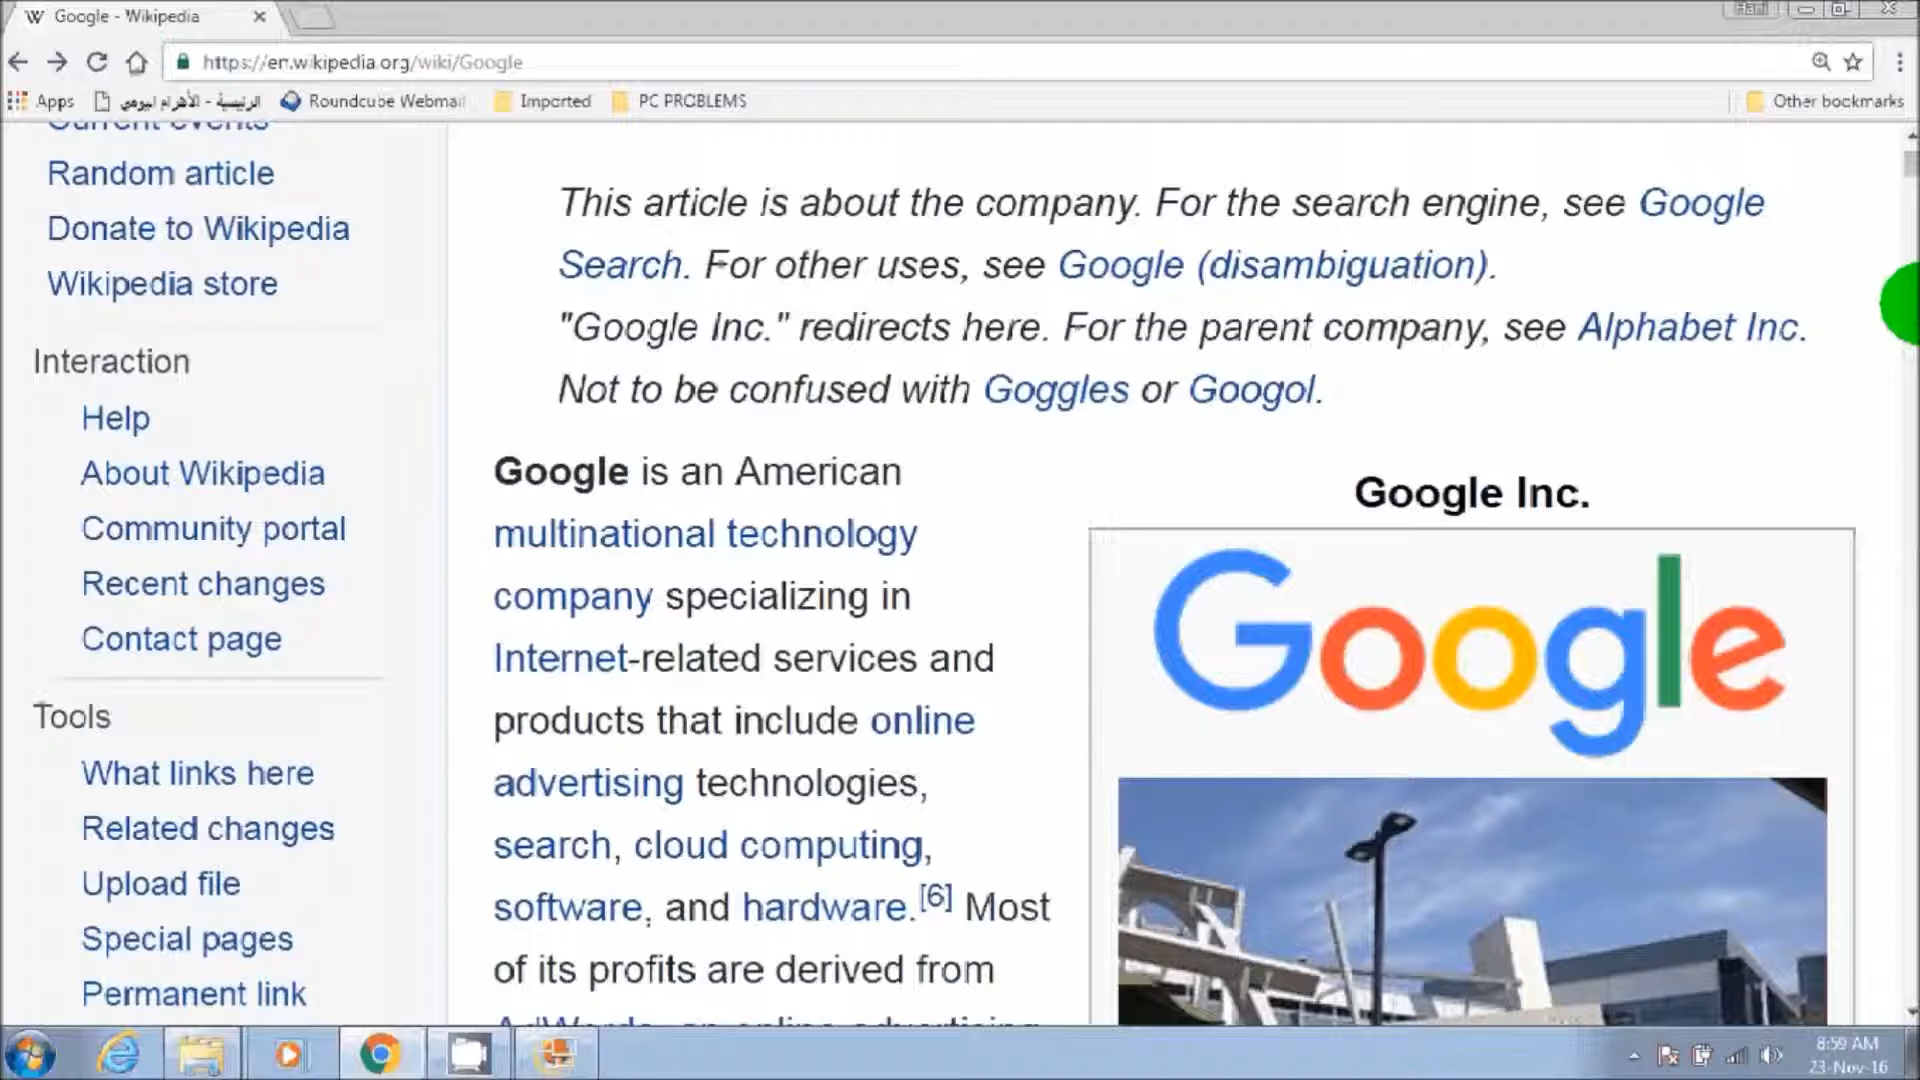 Google - Wikipedia
https://en.wikipedia.org/wiki/Google
Apps
الرئيسية - الأهرام اليومي
Roundcube Webmail
Imported
PC PROBLEMS
Other bookmarks
Current events
Random article
Donate to Wikipedia
Wikipedia store
Interaction
Help
About Wikipedia
Community portal
Recent changes
Contact page
Tools
What links here
Related changes
Upload file
Special pages
Permanent link
This article is about the company. For the search engine, see Google
Search. For other uses, see Google (disambiguation).
"Google Inc." redirects here. For the parent company, see Alphabet Inc.
Not to be confused with Goggles or Googol.
Google is an American
multinational technology
company specializing in
Internet-related services and
products that include online
advertising technologies,
search, cloud computing,
software, and hardware.[6] Most
of its profits are derived from
AdWords, an online advertising
Google Inc.
Google
8:59 AM
23-Nov-16